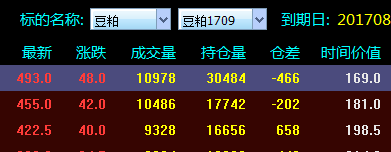 标的名称: 豆粕 豆粕1709 到期日: 201708
最新 涨跌 成交量 持仓量 仓差 时间价值
493.0 48.0 10978 30484 -466 169.0
455.0 42.0 10486 17742 -202 181.0
422.5 40.0 9328 16656 658 198.5